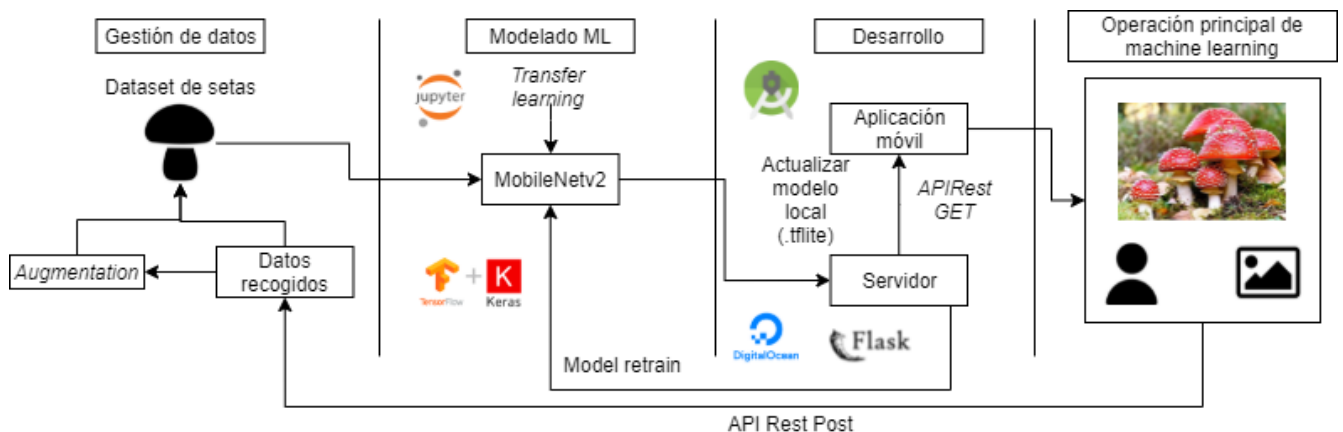 Gestión de datos
Dataset de setas
Augmentation
Datos
recogidos
Modelado ML
jupyter
Transfer
learning
MobileNetv2
TensorFlow
+
K
Keras
Model retrain
Desarrollo
Aplicación
móvil
Actualizar
modelo
local
(.tflite)
APIRest
GET
Servidor
DigitalOcean
Flask
Operación principal de
machine learning
API Rest Post